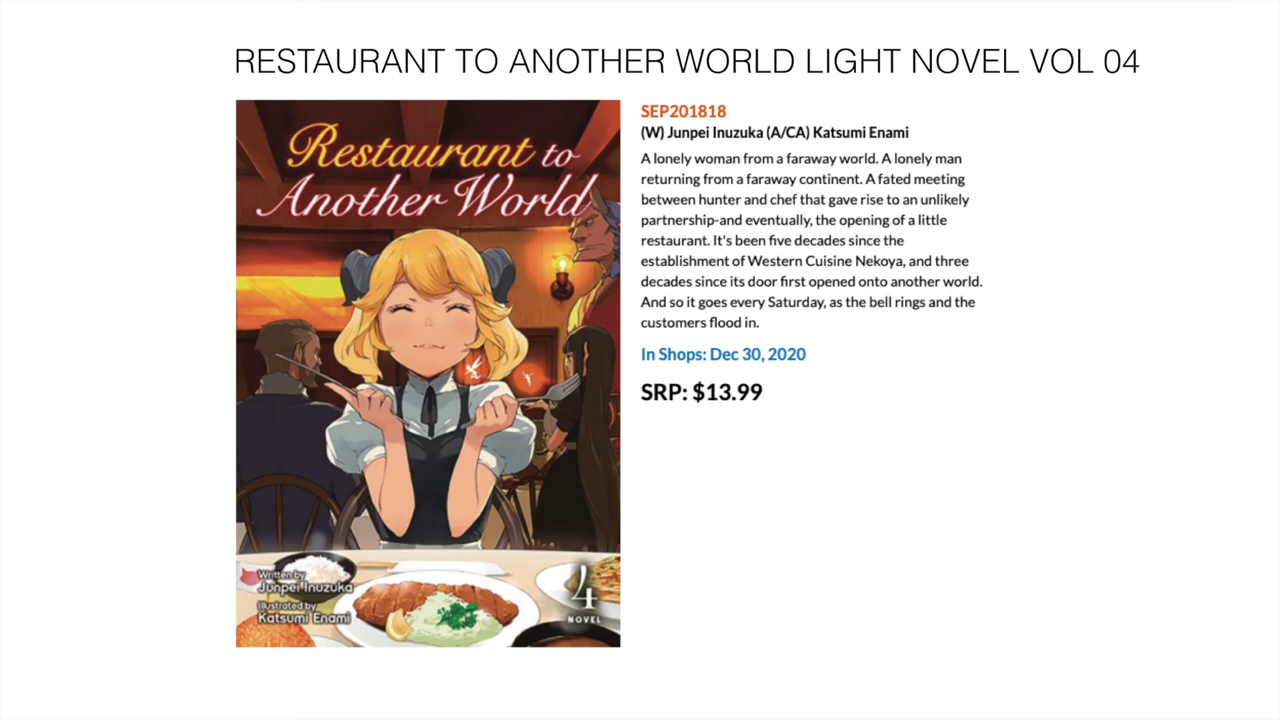 RESTAURANT TO ANOTHER WORLD LIGHT NOVEL VOL 04
Restaurant to
Another World
Written by
Junpei Inuzuka
Illustrated by
Katsumi Enami
4
NOVEL
SEP201818
(W) Junpei Inuzuka (A/CA) Katsumi Enami
A lonely woman from a faraway world. A lonely man
returning from a faraway continent. A fated meeting
between hunter and chef that gave rise to an unlikely
partnership-and eventually, the opening of a little
restaurant. It's been five decades since the
establishment of Western Cuisine Nekoya, and three
decades since its door first opened onto another world.
And so it goes every Saturday, as the bell rings and the
customers flood in.
In Shops: Dec 30, 2020
SRP: $13.99